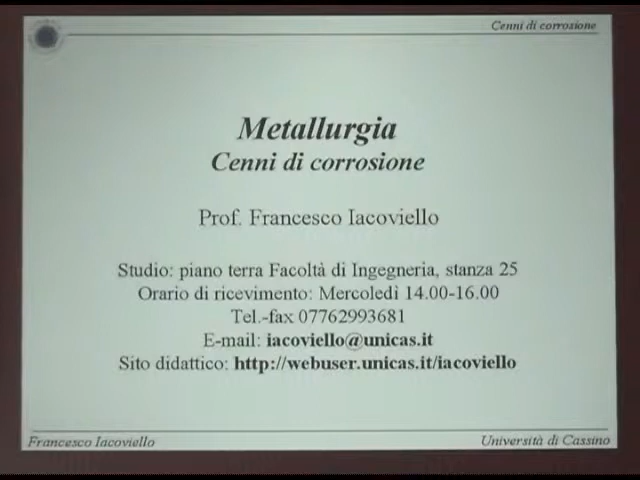 Cenni di corrosione
Metallurgia
Cenni di corrosione
Prof. Francesco Iacoviello
Studio: piano terra Facoltà di Ingegneria, stanza 25
Orario di ricevimento: Mercoledì 14.00-16.00
Tel.-fax 07762993681
E-mail: iacoviello@unicas.it
Sito didattico: http://webuser.unicas.it/iacoviello
Francesco Iacoviello
Università di Cassino